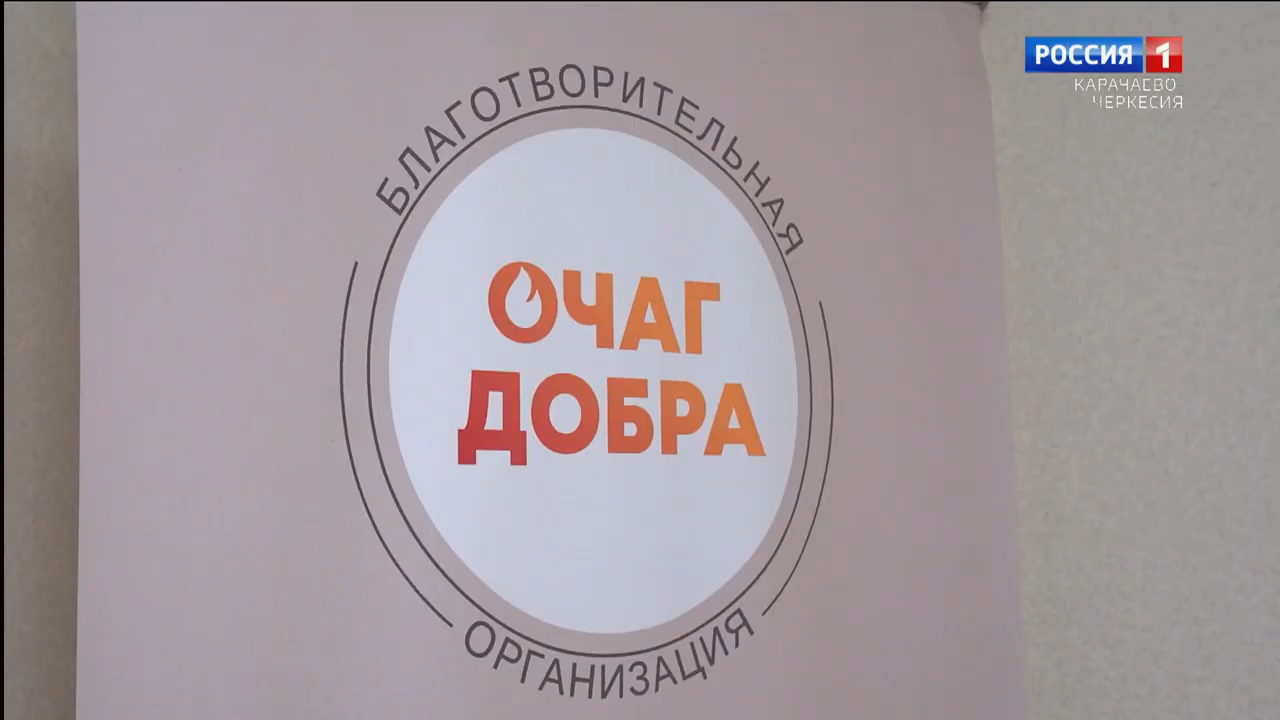 РОССИЯ 1
КАРАЧАЕВО
ЧЕРКЕСИЯ
БЛАГОТВОРИТЕЛЬНАЯ
ОЧАГ
ДОБРА
ОРГАНИЗАЦИЯ